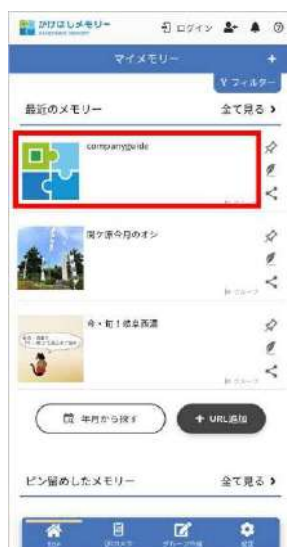 かけはしメモリー
ログイン
マイメモリー +
フィルター
最近のメモリー 全て見る
companyguide
関ケ原今月のオシ
今・旬！岐阜西濃
年月から探す + URL追加
ピン留めしたメモリー 全て見る